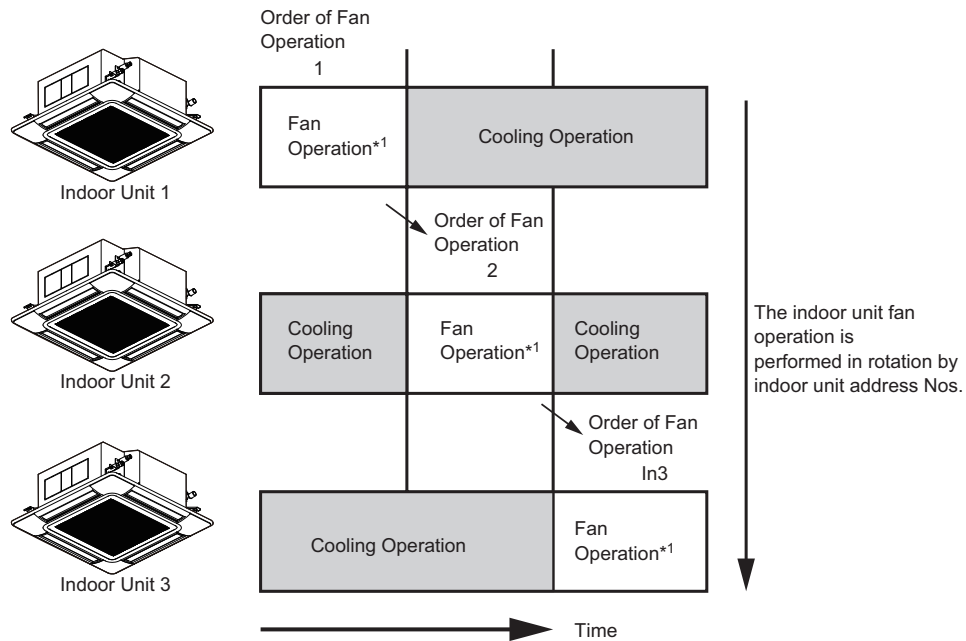 Order of Fan
Operation
1
Fan
Operation*1
Cooling Operation
Indoor Unit 1
Order of Fan
Operation
2
Cooling
Operation
Fan
Operation*1
Cooling
Operation
Indoor Unit 2
The indoor unit fan
operation is
performed in rotation by
indoor unit address Nos.
Order of Fan
Operation
In3
Cooling Operation
Fan
Operation*1
Indoor Unit 3
Time